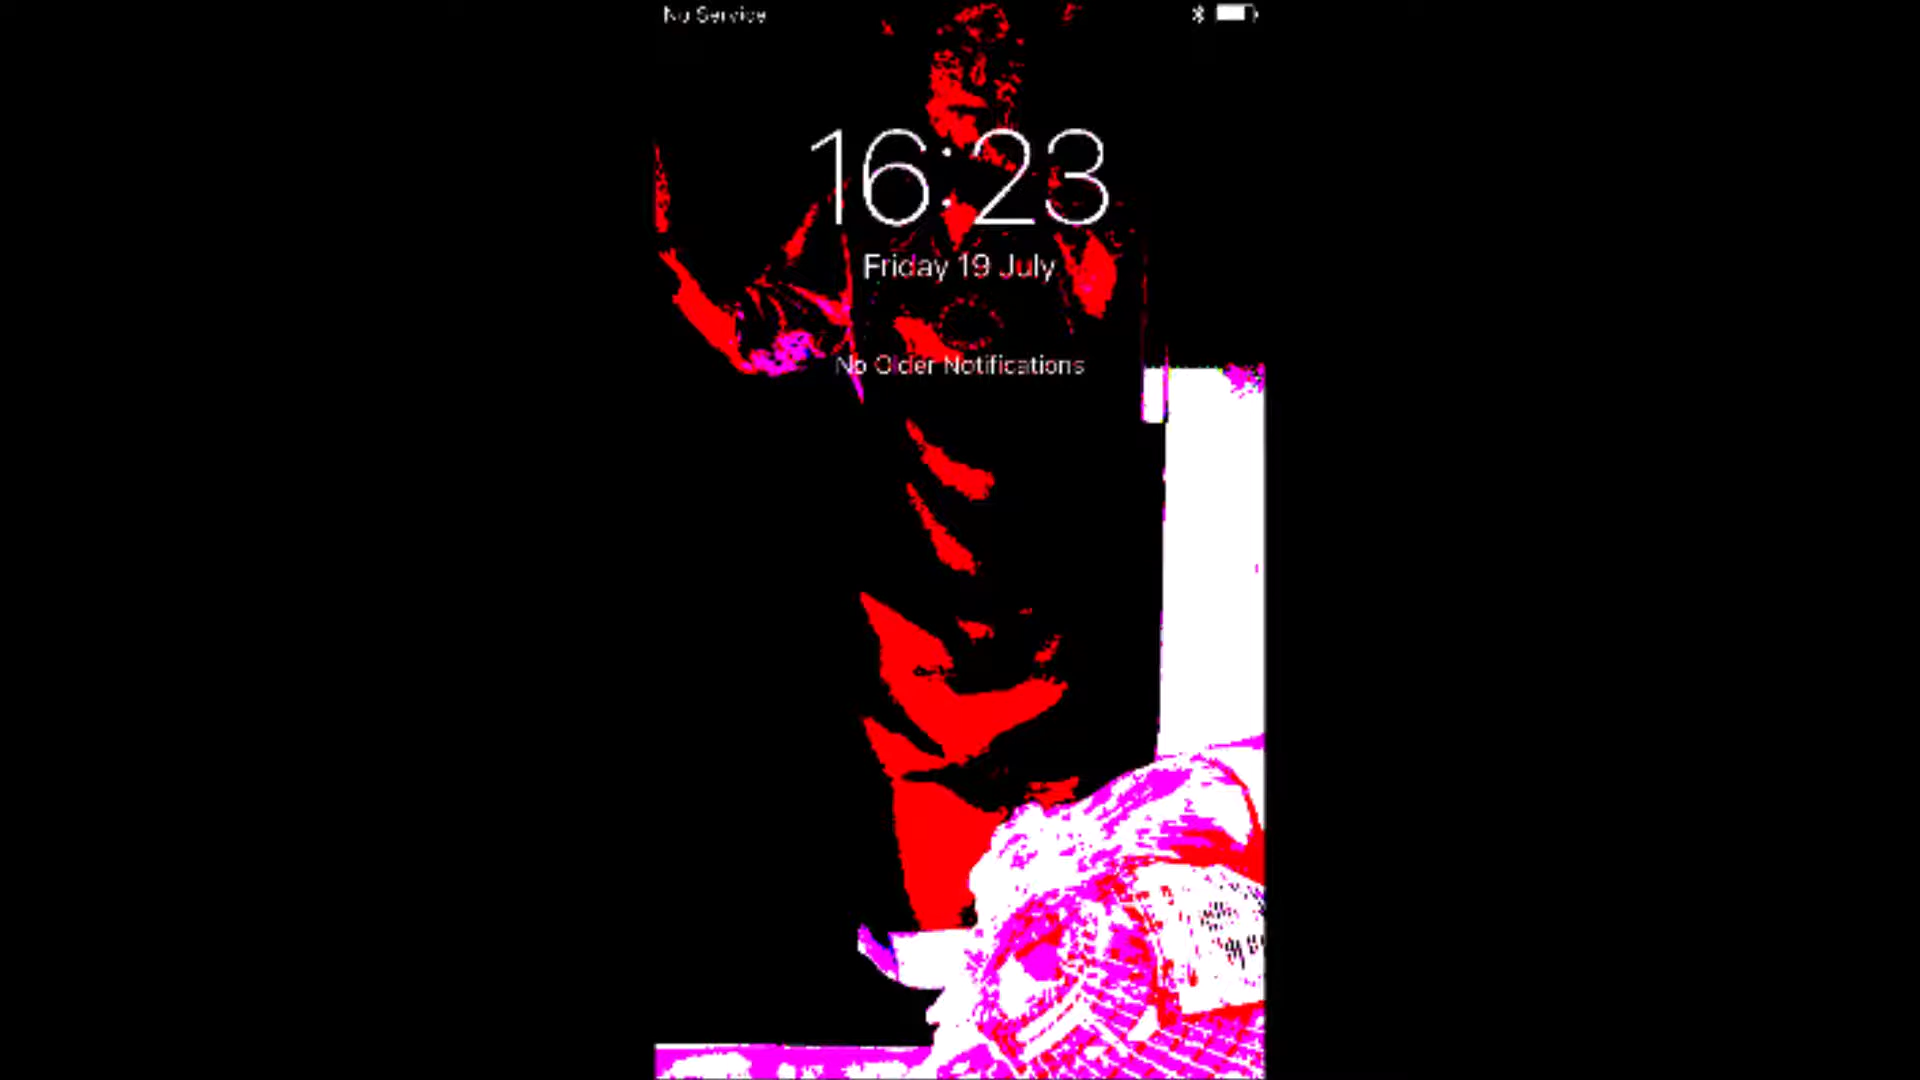 No Service
16:23
Friday 19 July
No Older Notifications